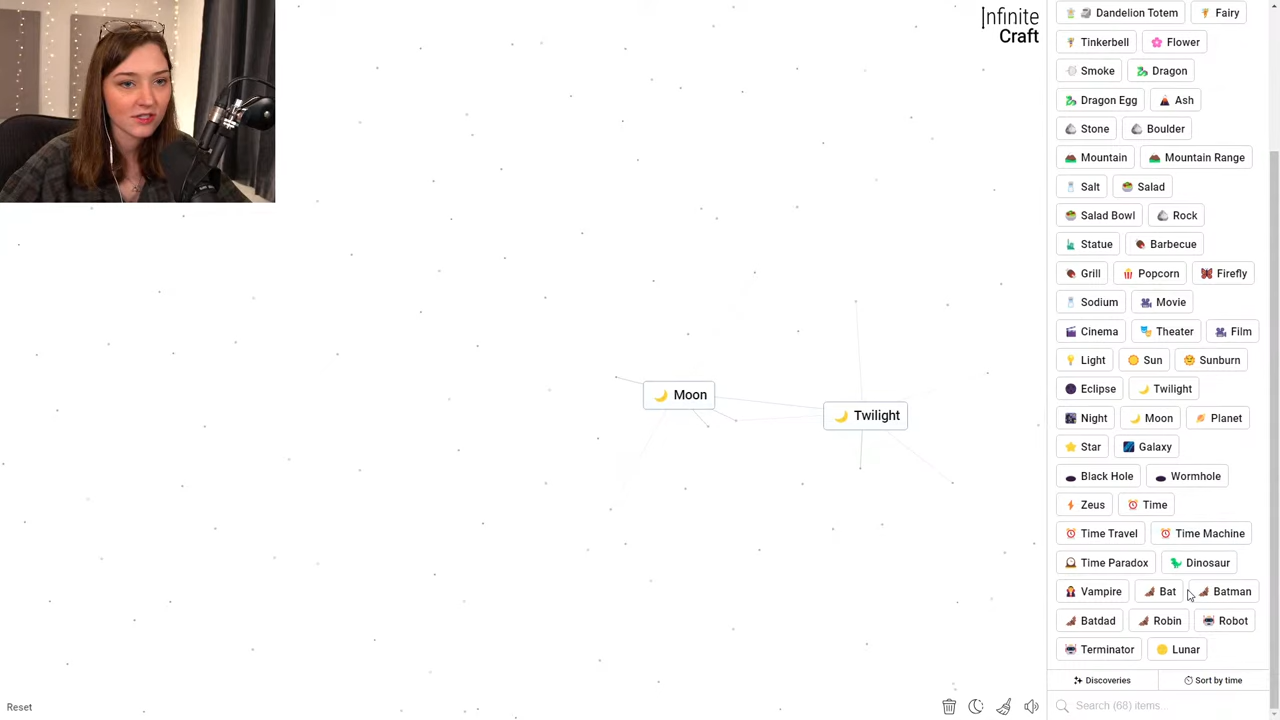 Infinite
Craft
Dandelion Totem Fairy
Tinkerbell Flower
Smoke Dragon
Dragon Egg Ash
Stone Boulder
Mountain Mountain Range
Salt Salad
Salad Bowl Rock
Statue Barbecue
Grill Popcorn Firefly
Sodium Movie
Cinema Theater Film
Light Sun Sunburn
Eclipse Twilight
Night Moon Planet
Star Galaxy
Black Hole Wormhole
Zeus Time
Time Travel Time Machine
Time Paradox Dinosaur
Vampire Bat Batman
Batdad Robin Robot
Terminator Lunar
Moon
Twilight
Discoveries Sort by time
Search (68) items...
Reset